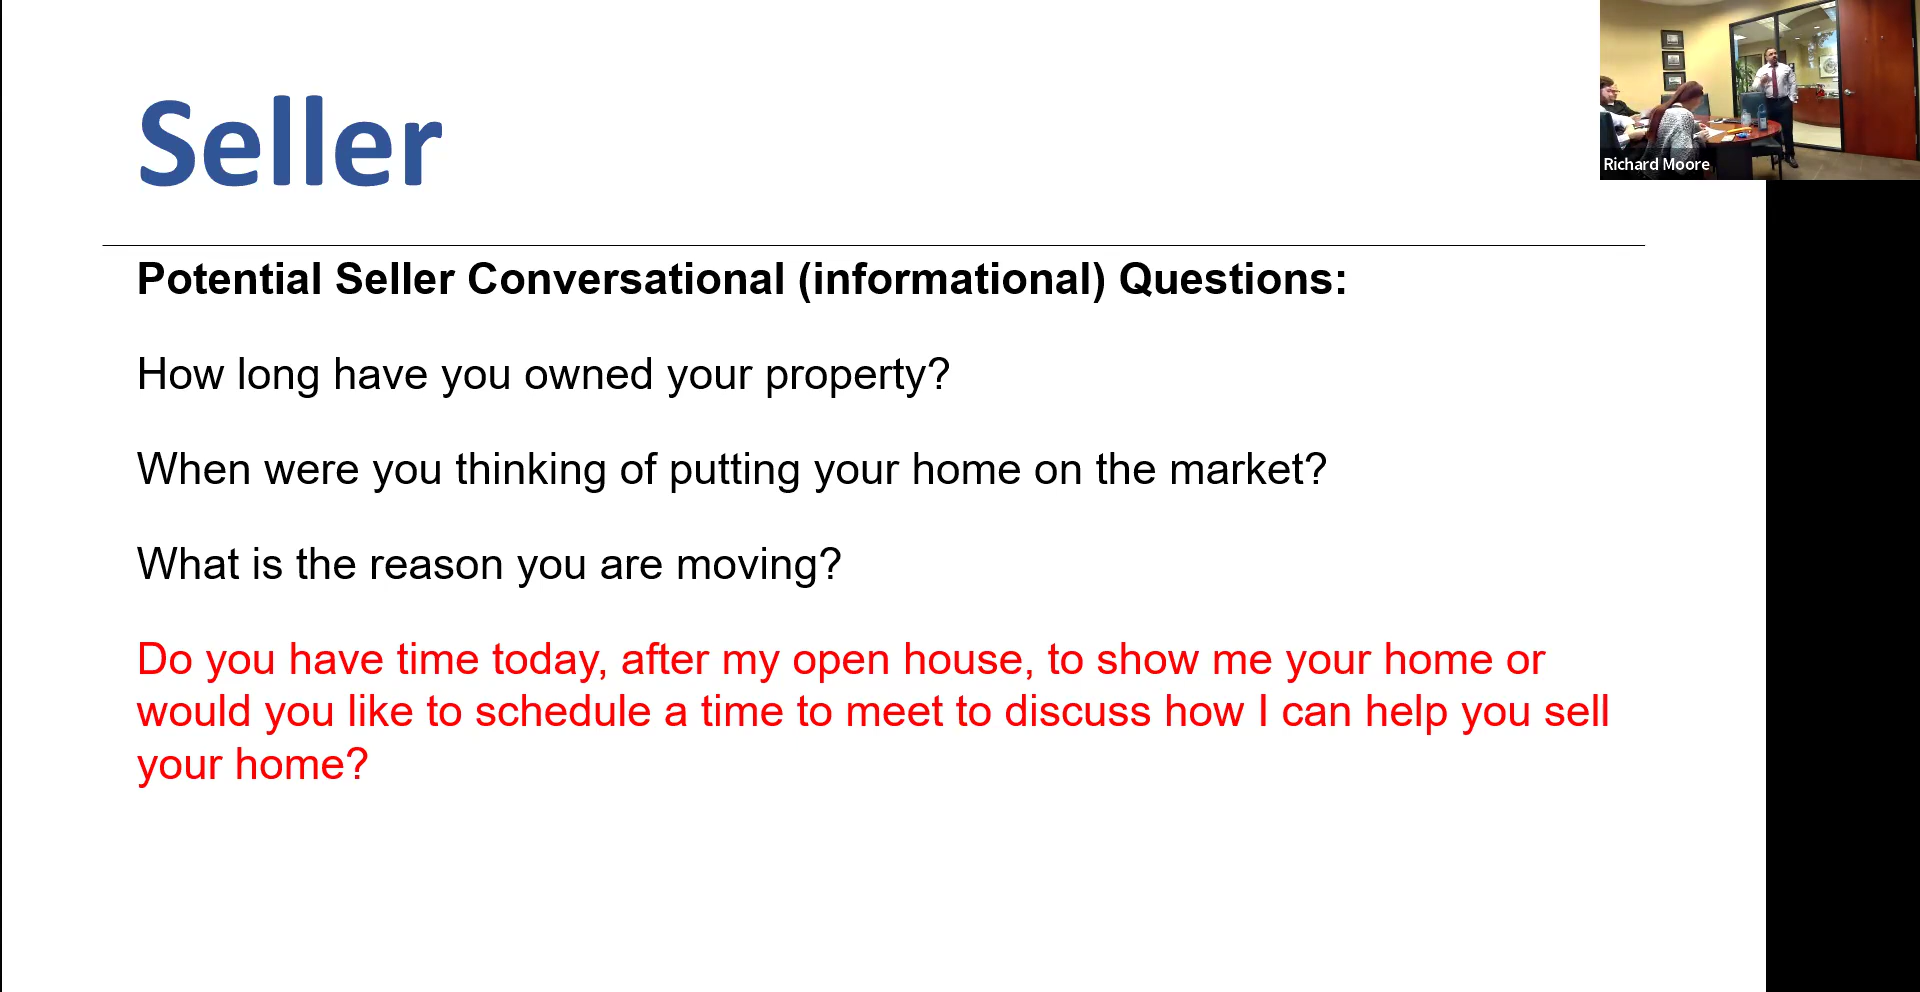 Seller
Richard Moore
Potential Seller Conversational (informational) Questions:
How long have you owned your property?
When were you thinking of putting your home on the market?
What is the reason you are moving?
Do you have time today, after my open house, to show me your home or
would you like to schedule a time to meet to discuss how I can help you sell
your home?